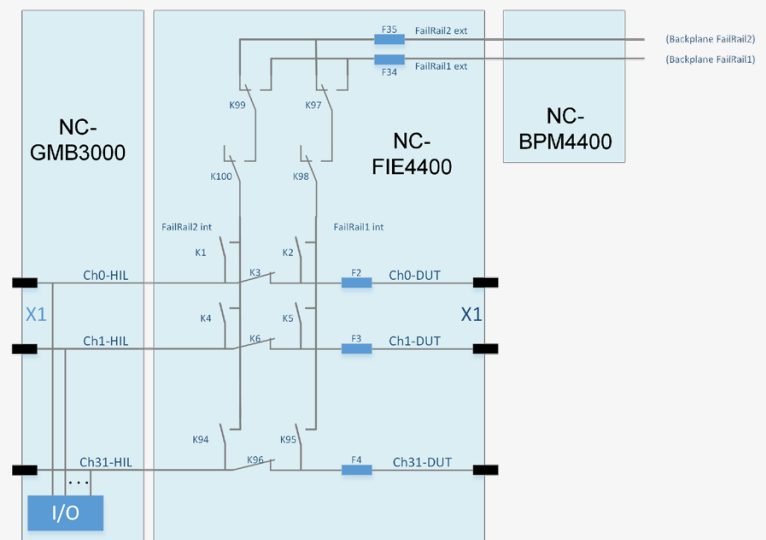 F35
FailRail2 ext
(Backplane FailRail2)
(Backplane FailRail1)
F34
FailRail1 ext
K99
K97
NC-
GMB3000
NC-
FIE4400
NC-
BPM4400
K100
K98
FailRail2 int
FailRail1 int
K1
K2
Ch0-HIL
K3
F2
Ch0-DUT
X1
K4
K5
X1
Ch1-HIL
K6
F3
Ch1-DUT
K94
K95
Ch31-HIL
K96
F4
Ch31-DUT
...
I/O